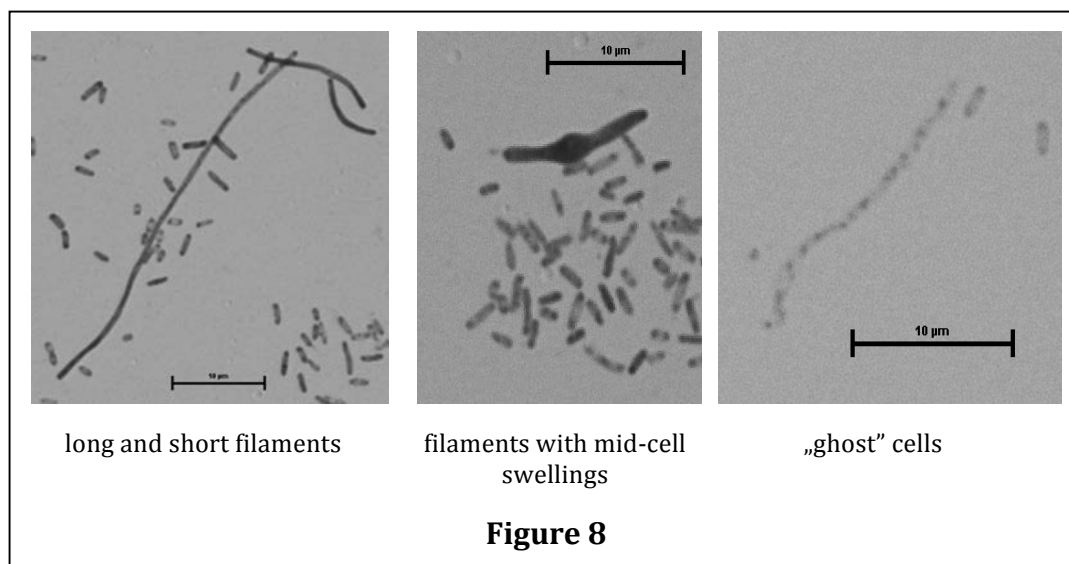 10 µm
10 µm
10 µm
long and short filaments
filaments with mid-cell
swellings
„ghost” cells
Figure 8